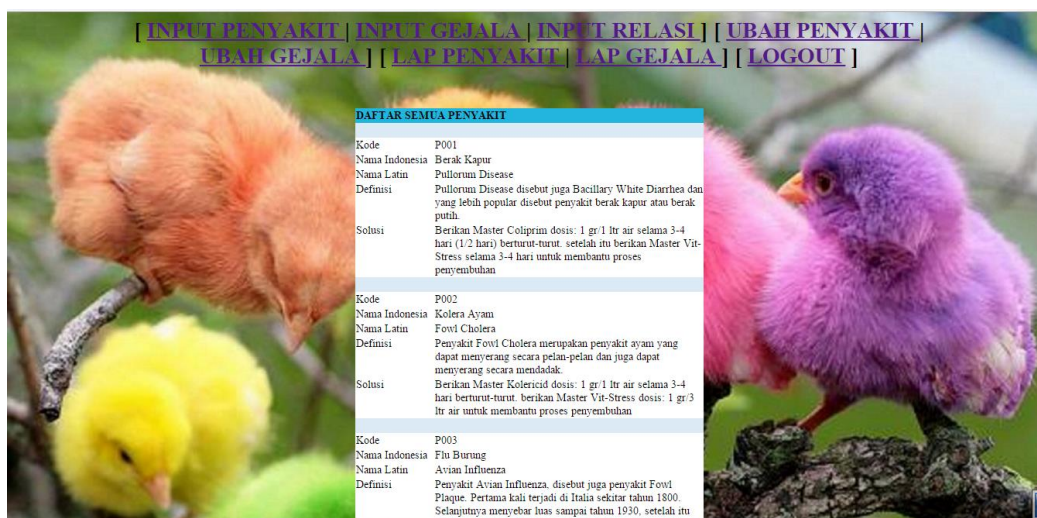 [ INPUT PENYAKIT | INPUT GEJALA | INPUT RELASI ] [ UBAH PENYAKIT |
UBAH GEJALA ] [ LAP PENYAKIT | LAP GEJALA ] [ LOGOUT ]
DAFTAR SEMUA PENYAKIT
Kode P001
Nama Indonesia Berak Kapur
Nama Latin Pullorum Disease
Definisi Pullorum Disease disebut juga Bacillary White Diarrhea dan
yang lebih popular disebut penyakit berak kapur atau berak
putih.
Solusi Berikan Master Coliprim dosis: 1 gr/1 ltr air selama 3-4
hari (1/2 hari) berturut-turut. setelah itu berikan Master Vit-
Stress selama 3-4 hari untuk membantu proses
penyembuhan
Kode P002
Nama Indonesia Kolera Ayam
Nama Latin Fowl Cholera
Definisi Penyakit Fowl Cholera merupakan penyakit ayam yang
dapat menyerang secara pelan-pelan dan juga dapat
menyerang secara mendadak.
Solusi Berikan Master Kolericid dosis: 1 gr/1 ltr air selama 3-4
hari berturut-turut. berikan Master Vit-Stress dosis: 1 gr/3
ltr air untuk membantu proses penyembuhan
Kode P003
Nama Indonesia Flu Burung
Nama Latin Avian Influenza
Definisi Penyakit Avian Influenza, disebut juga penyakit Fowl
Plaque. Pertama kali terjadi di Italia sekitar tahun 1800.
Selanjutnya menyebar luas sampai tahun 1930, setelah itu